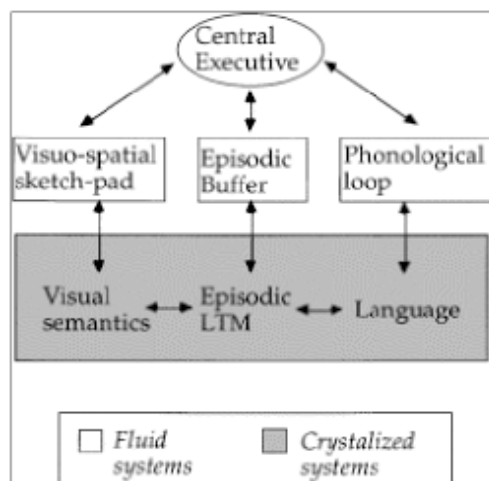 Central
Executive
Visuo-spatial
sketch-pad
Episodic
Buffer
Phonological
loop
Visual
semantics
Episodic
LTM
Language
Fluid
systems
Crystalized
systems